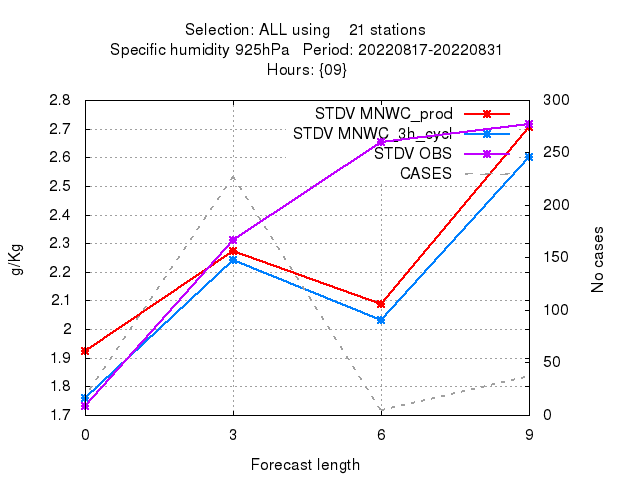 Selection: ALL using    21 stations
Specific humidity 925hPa   Period: 20220817-20220831
Hours: {09}
STDV MNWC_prod
STDV MNWC_3h_cycl
STDV OBS
CASES
g/Kg
2.8
2.7
2.6
2.5
2.4
2.3
2.2
2.1
2
1.9
1.8
1.7
300
250
200
150
100
50
0
No cases
0 3 6 9
Forecast length